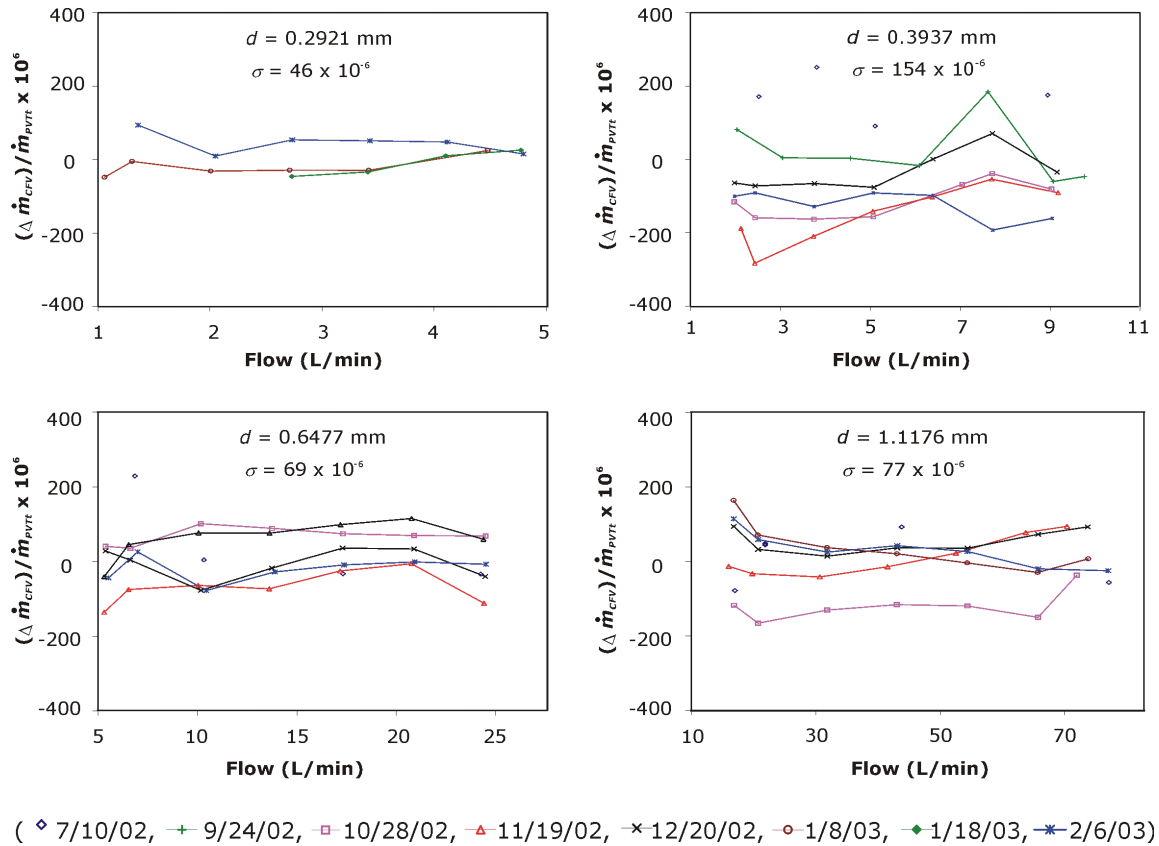 d = 0.2921 mm
σ = 46 x 10⁻⁶
400
200
0
-200
-400
(Δ ṁCFV) / ṁPVTt x 10⁶
1 2 3 4 5
Flow (L/min)
d = 0.3937 mm
σ = 154 x 10⁻⁶
400
200
0
-200
-400
(Δ ṁCFV) / ṁPVTt x 10⁶
1 3 5 7 9 11
Flow (L/min)
d = 0.6477 mm
σ = 69 x 10⁻⁶
400
200
0
-200
-400
(Δ ṁCFV) / ṁPVTt x 10⁶
5 10 15 20 25
Flow (L/min)
d = 1.1176 mm
σ = 77 x 10⁻⁶
400
200
0
-200
-400
(Δ ṁCFV) / ṁPVTt x 10⁶
10 30 50 70
Flow (L/min)
( 7/10/02, 9/24/02, 10/28/02, 11/19/02, 12/20/02, 1/8/03, 1/18/03, 2/6/03)